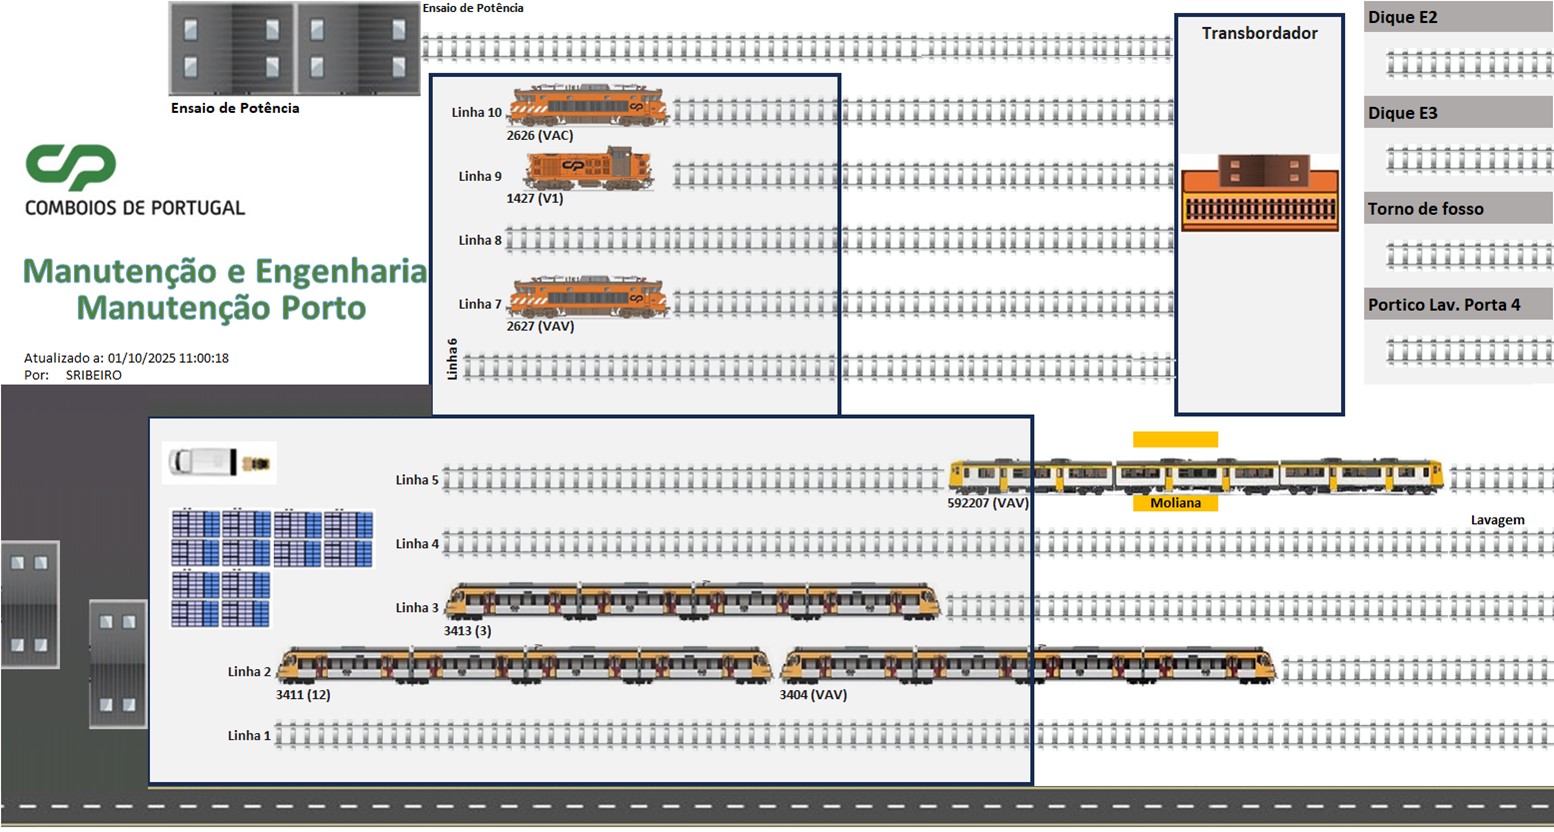 Ensaio de Potência
Ensaio de Potência
Transbordador
Dique E2
Dique E3
Torno de fosso
Portico Lav. Porta 4
CP
COMBOIOS DE PORTUGAL
Manutenção e Engenharia
Manutenção Porto
Atualizado a: 01/10/2025 11:00:18
Por: SRIBEIRO
Linha 10
2626 (VAC)
Linha 9
1427 (V1)
Linha 8
Linha 7
2627 (VAV)
Linha 6
Linha 5
592207 (VAV)
Moliana
Lavagem
Linha 4
Linha 3
3413 (3)
Linha 2
3411 (12)
3404 (VAV)
Linha 1